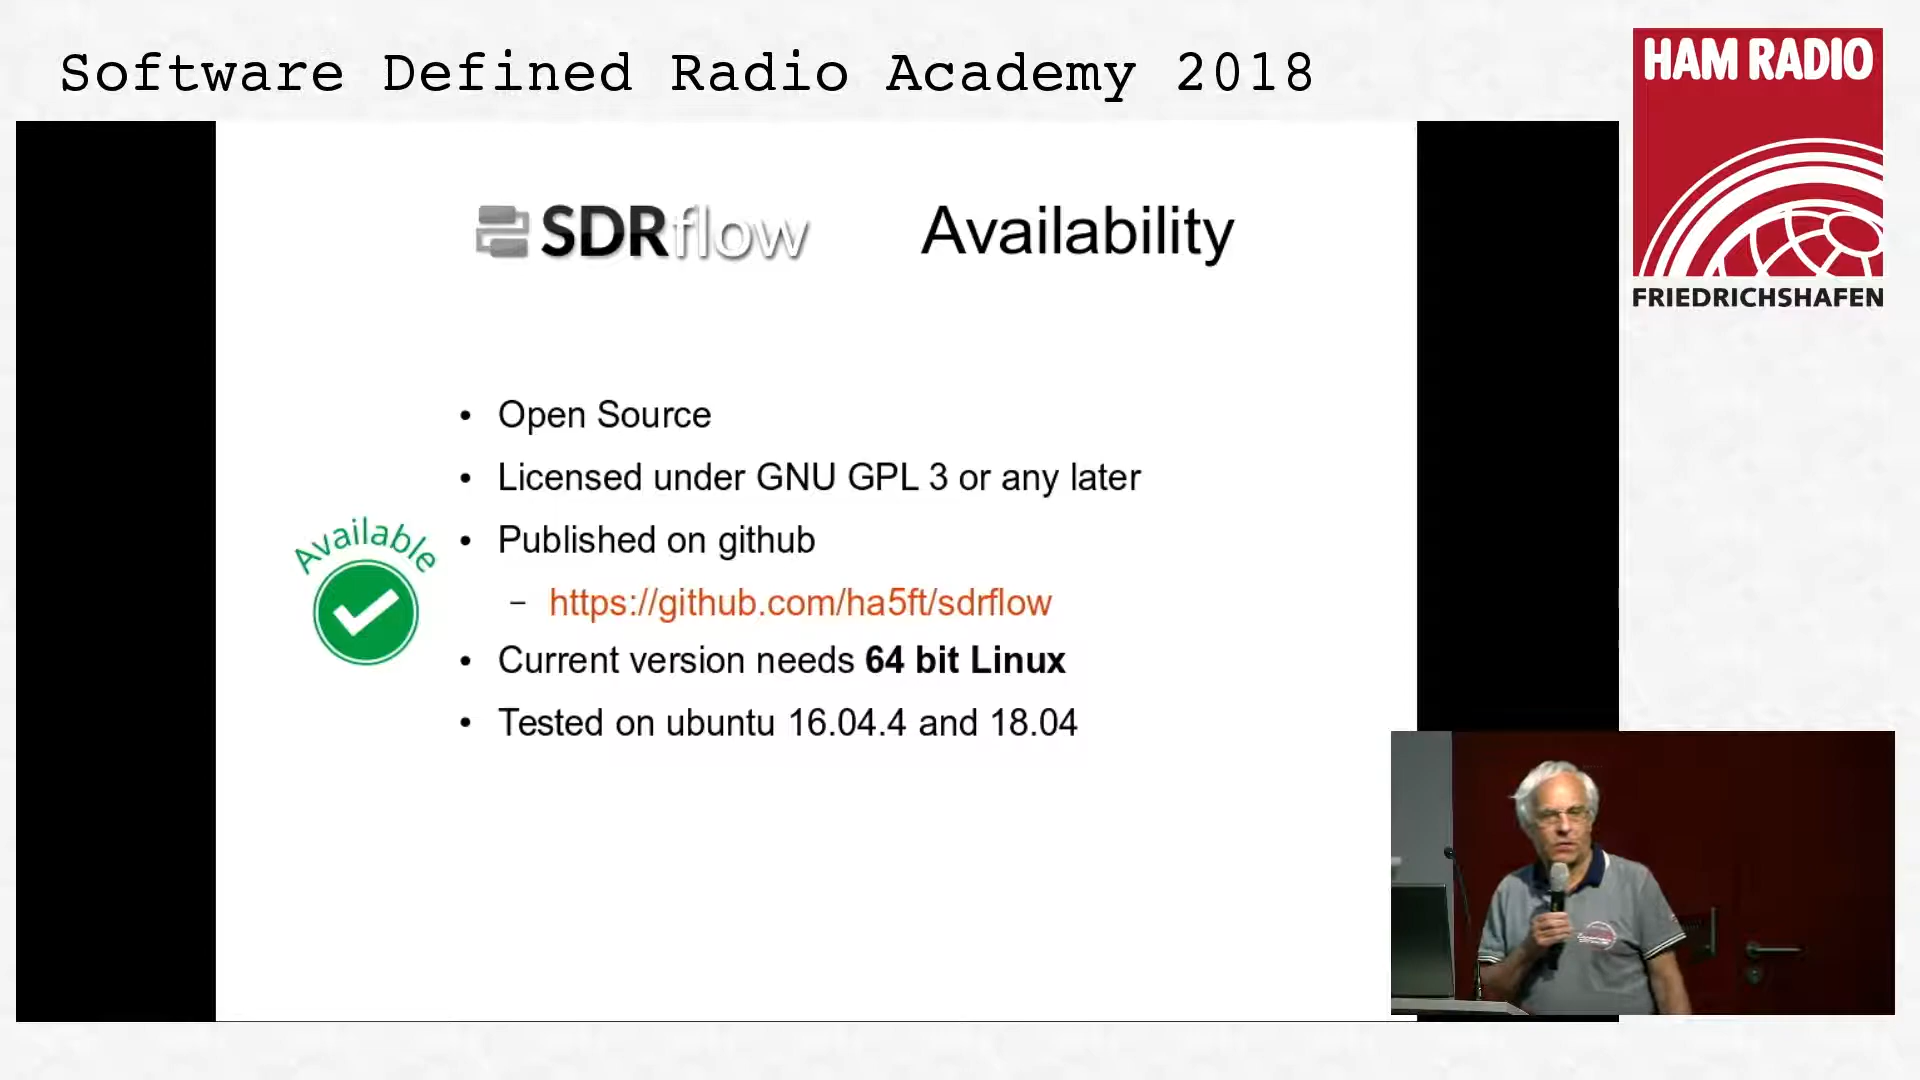 Software Defined Radio Academy 2018
HAM RADIO
FRIEDRICHSHAFEN
SDRflow Availability
• Open Source
• Licensed under GNU GPL 3 or any later
Available
• Published on github
– https://github.com/ha5ft/sdrflow
• Current version needs 64 bit Linux
• Tested on ubuntu 16.04.4 and 18.04